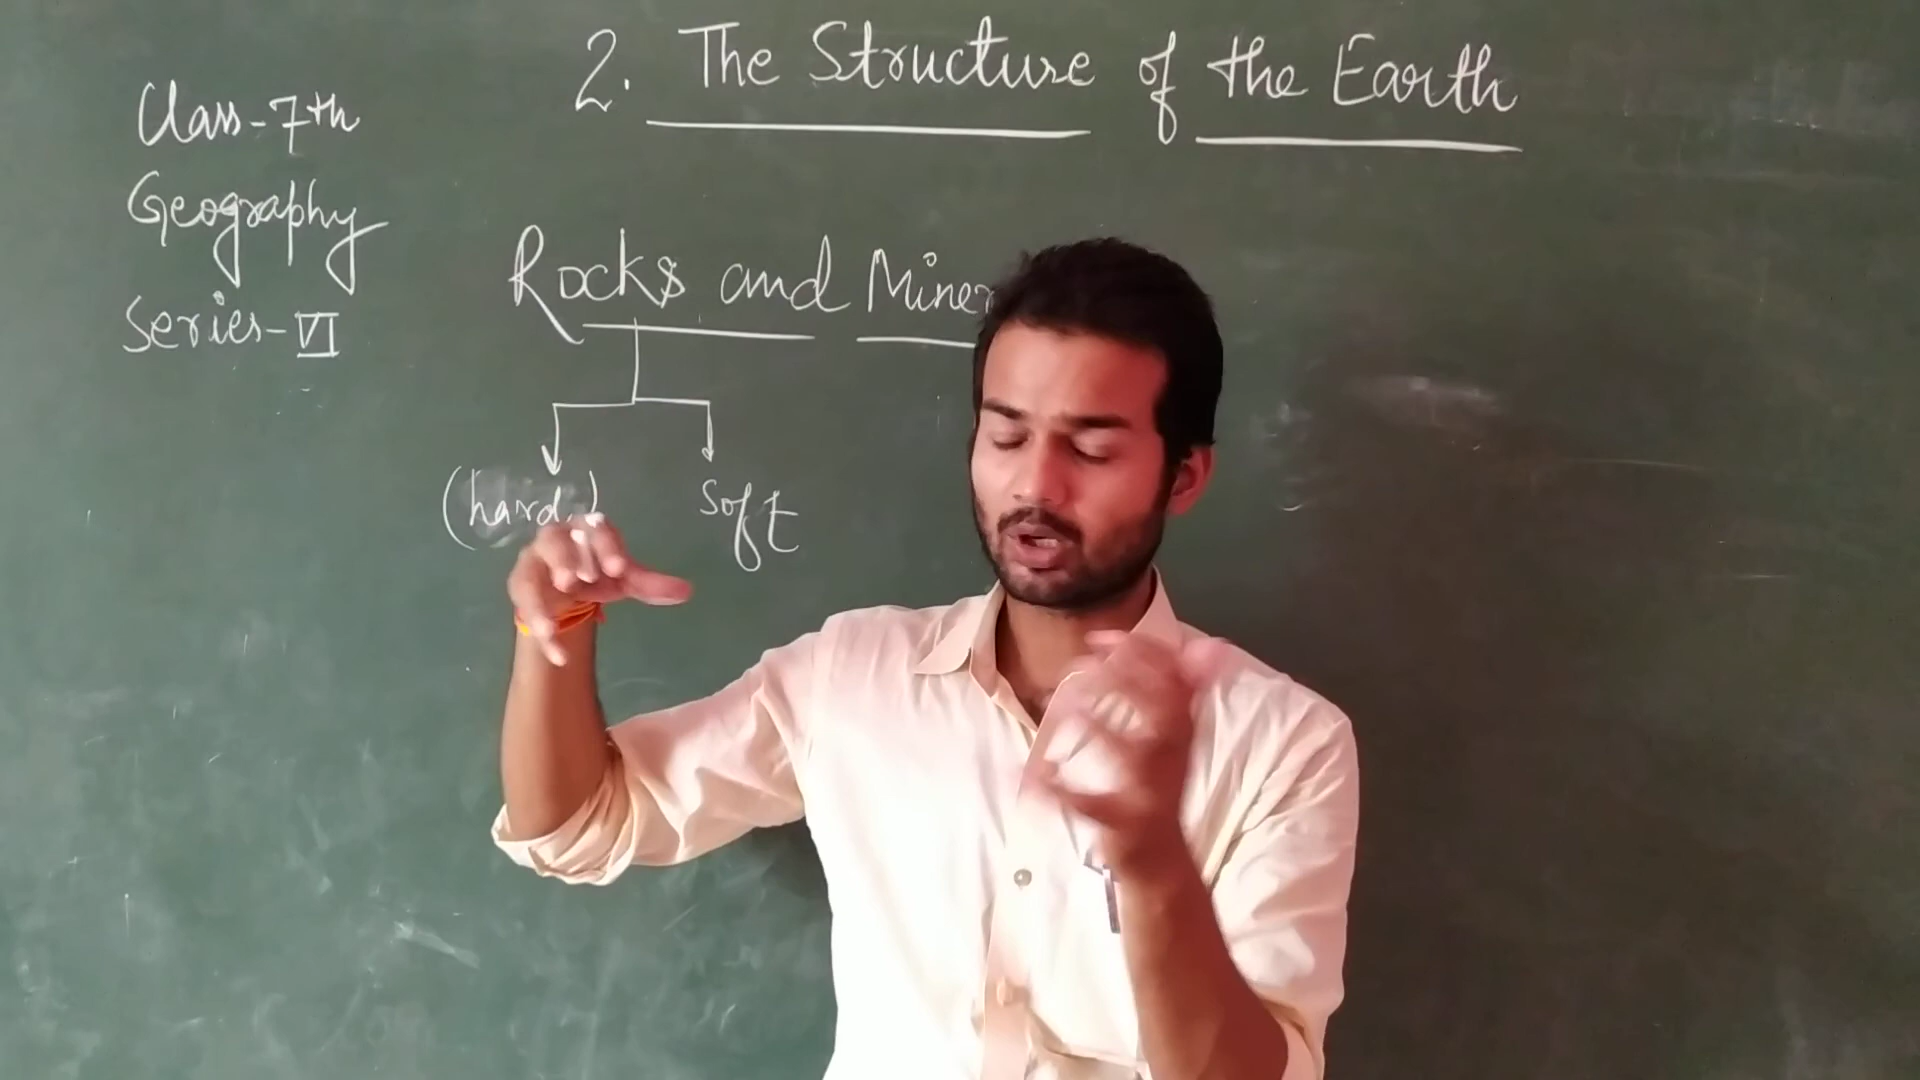 2. The Structure of the Earth
Class-7th
Geography
Series-VI
Rocks and Miner
(hard)
Soft